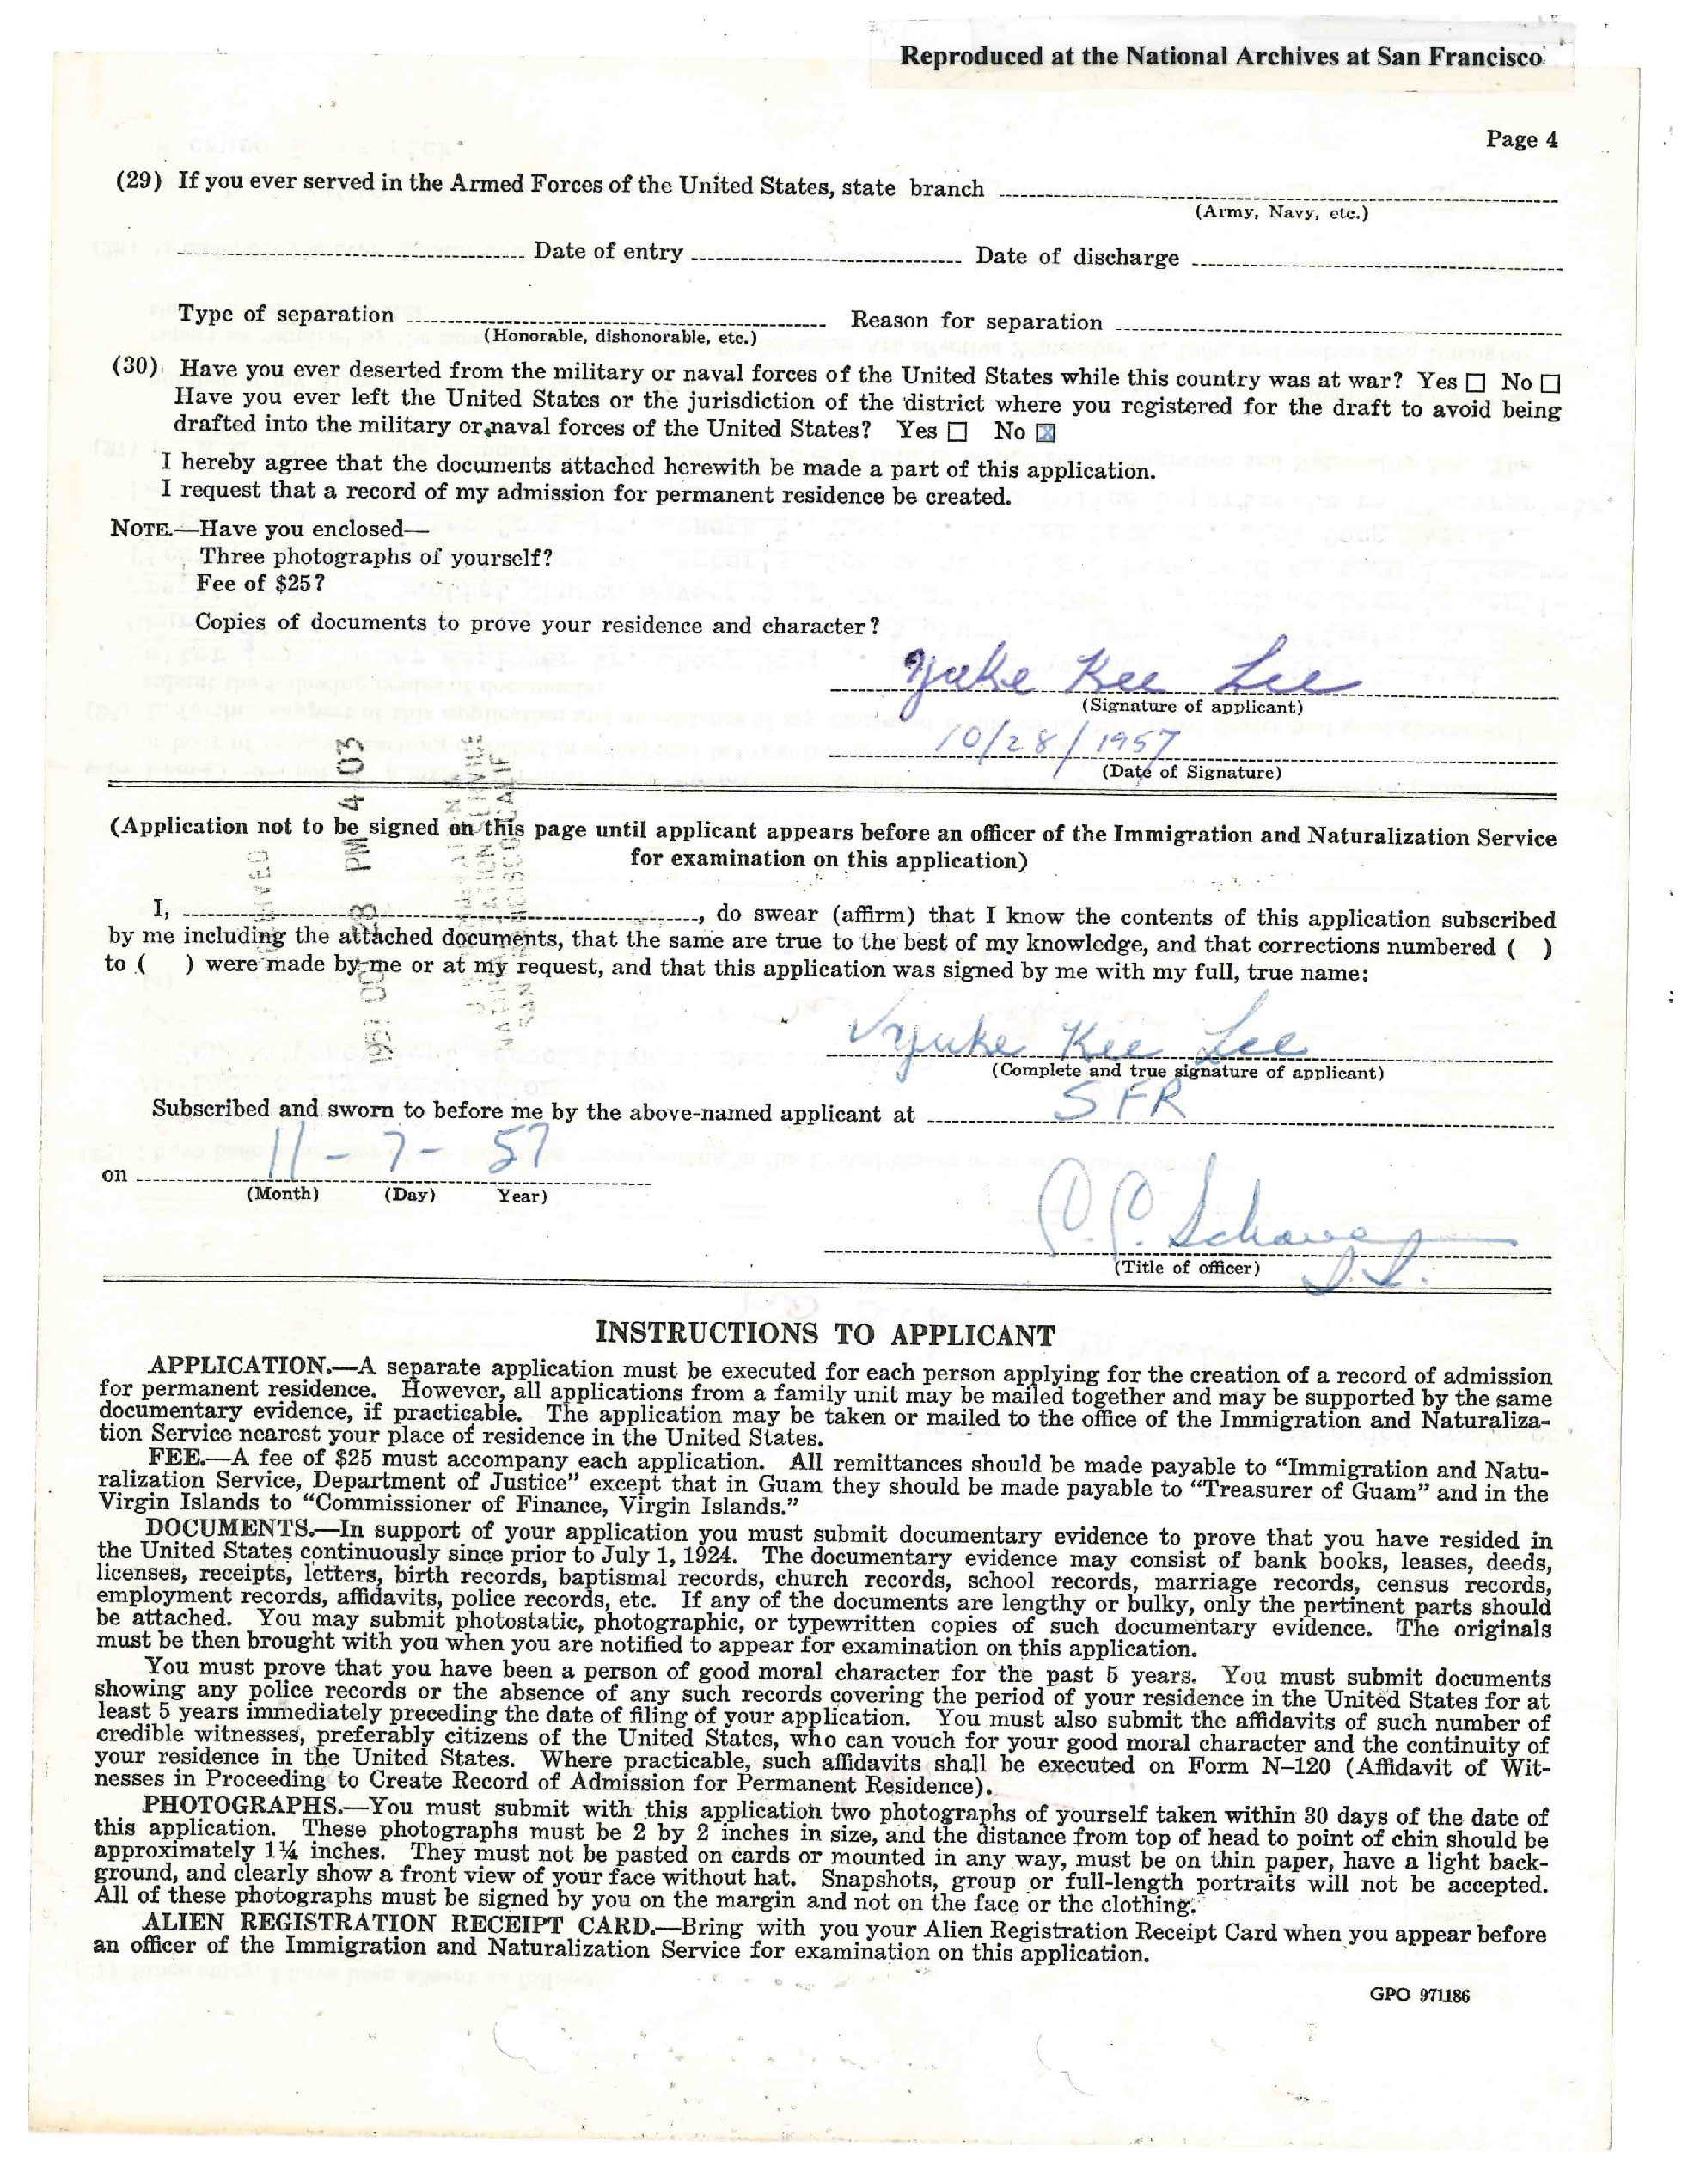 Reproduced at the National Archives at San Francisco
Page 4
(29) If you ever served in the Armed Forces of the United States, state branch
(Army, Navy, etc.)
Date of entry Date of discharge
Type of separation Reason for separation
(Honorable, dishonorable, etc.)
(30) Have you ever deserted from the military or naval forces of the United States while this country was at war? Yes ☐ No ☐
Have you ever left the United States or the jurisdiction of the district where you registered for the draft to avoid being
drafted into the military or naval forces of the United States? Yes ☐ No ☒
I hereby agree that the documents attached herewith be made a part of this application.
I request that a record of my admission for permanent residence be created.
NOTE.—Have you enclosed—
Three photographs of yourself?
Fee of $25?
Copies of documents to prove your residence and character?
Kee Lee
(Signature of applicant)
10/28/1957
(Date of Signature)
PM 4 03
(Application not to be signed on this page until applicant appears before an officer of the Immigration and Naturalization Service
for examination on this application)
I, , do swear (affirm) that I know the contents of this application subscribed
by me including the attached documents, that the same are true to the best of my knowledge, and that corrections numbered ( )
to ( ) were made by me or at my request, and that this application was signed by me with my full, true name:
Kee Lee
(Complete and true signature of applicant)
Subscribed and sworn to before me by the above-named applicant at SFR
on 11-7-57
(Month) (Day) Year)
(Title of officer)
INSTRUCTIONS TO APPLICANT
APPLICATION.—A separate application must be executed for each person applying for the creation of a record of admission
for permanent residence. However, all applications from a family unit may be mailed together and may be supported by the same
documentary evidence, if practicable. The application may be taken or mailed to the office of the Immigration and Naturaliza-
tion Service nearest your place of residence in the United States.
FEE.—A fee of $25 must accompany each application. All remittances should be made payable to "Immigration and Natu-
ralization Service, Department of Justice" except that in Guam they should be made payable to "Treasurer of Guam" and in the
Virgin Islands to "Commissioner of Finance, Virgin Islands."
DOCUMENTS.—In support of your application you must submit documentary evidence to prove that you have resided in
the United States continuously since prior to July 1, 1924. The documentary evidence may consist of bank books, leases, deeds,
licenses, receipts, letters, birth records, baptismal records, church records, school records, marriage records, census records,
employment records, affidavits, police records, etc. If any of the documents are lengthy or bulky, only the pertinent parts should
be attached. You may submit photostatic, photographic, or typewritten copies of such documentary evidence. The originals
must be then brought with you when you are notified to appear for examination on this application.
You must prove that you have been a person of good moral character for the past 5 years. You must submit documents
showing any police records or the absence of any such records covering the period of your residence in the United States for at
least 5 years immediately preceding the date of filing of your application. You must also submit the affidavits of such number of
credible witnesses, preferably citizens of the United States, who can vouch for your good moral character and the continuity of
your residence in the United States. Where practicable, such affidavits shall be executed on Form N–120 (Affidavit of Wit-
nesses in Proceeding to Create Record of Admission for Permanent Residence).
PHOTOGRAPHS.—You must submit with this application two photographs of yourself taken within 30 days of the date of
this application. These photographs must be 2 by 2 inches in size, and the distance from top of head to point of chin should be
approximately 1¼ inches. They must not be pasted on cards or mounted in any way, must be on thin paper, have a light back-
ground, and clearly show a front view of your face without hat. Snapshots, group or full-length portraits will not be accepted.
All of these photographs must be signed by you on the margin and not on the face or the clothing.
ALIEN REGISTRATION RECEIPT CARD.—Bring with you your Alien Registration Receipt Card when you appear before
an officer of the Immigration and Naturalization Service for examination on this application.
GPO 971186